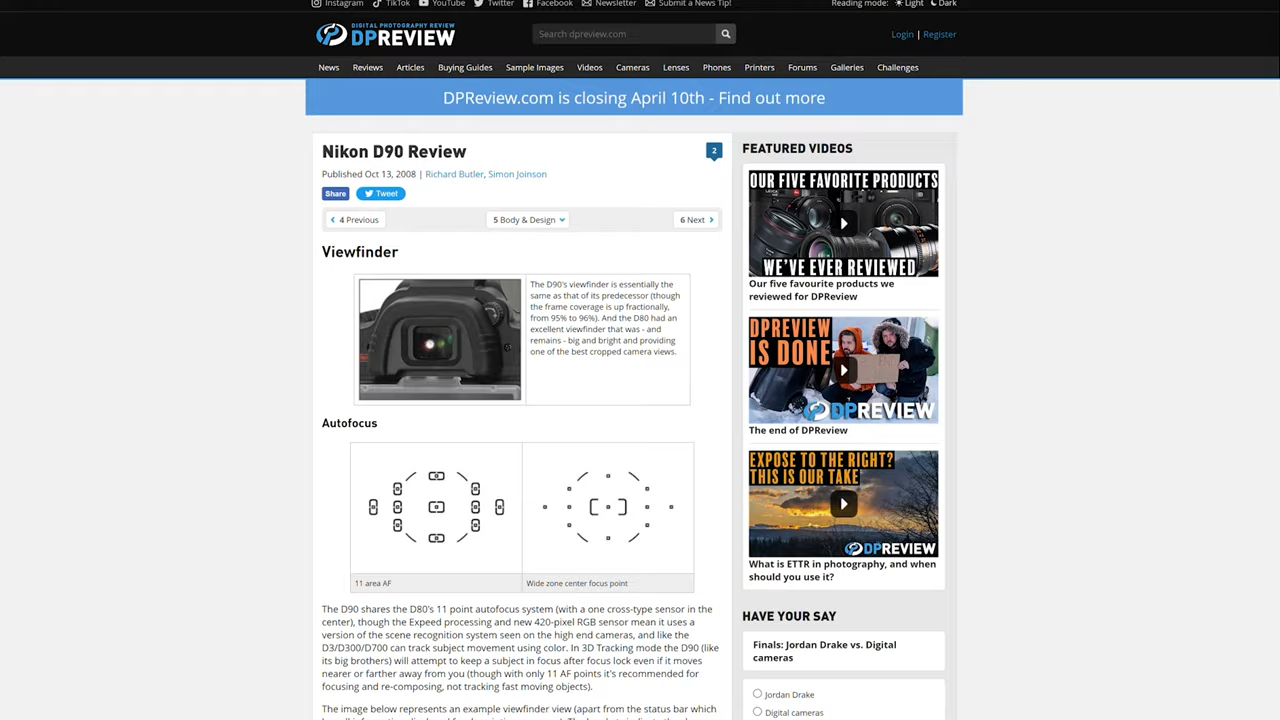 Instagram TikTok YouTube Twitter Facebook Newsletter Submit a News Tip! Reading mode: Light Dark
DIGITAL PHOTOGRAPHY REVIEW
DPREVIEW
Search dpreview.com
Login | Register
News Reviews Articles Buying Guides Sample Images Videos Cameras Lenses Phones Printers Forums Galleries Challenges
DPReview.com is closing April 10th - Find out more
Nikon D90 Review
2
Published Oct 13, 2008 | Richard Butler, Simon Joinson
Share Tweet
4 Previous 5 Body & Design 6 Next
Viewfinder
The D90's viewfinder is essentially the
same as that of its predecessor (though
the frame coverage is up fractionally,
from 95% to 96%). And the D80 had an
excellent viewfinder that was - and
remains - big and bright and providing
one of the best cropped camera views.
Autofocus
11 area AF
Wide zone center focus point
The D90 shares the D80's 11 point autofocus system (with a one cross-type sensor in the
center), though the Expeed processing and new 420-pixel RGB sensor mean it uses a
version of the scene recognition system seen on the high end cameras, and like the
D3/D300/D700 can track subject movement using color. In 3D Tracking mode the D90 (like
its big brothers) will attempt to keep a subject in focus after focus lock even if it moves
nearer or farther away from you (though with only 11 AF points it's recommended for
focusing and re-composing, not tracking fast moving objects).
The image below represents an example viewfinder view (apart from the status bar which
FEATURED VIDEOS
OUR FIVE FAVORITE PRODUCTS
WE'VE EVER REVIEWED
Our five favourite products we
reviewed for DPReview
DPREVIEW
IS DONE
DPREVIEW
The end of DPReview
EXPOSE TO THE RIGHT?
THIS IS OUR TAKE
DPREVIEW
What is ETTR in photography, and when
should you use it?
HAVE YOUR SAY
Finals: Jordan Drake vs. Digital
cameras
Jordan Drake
Digital cameras